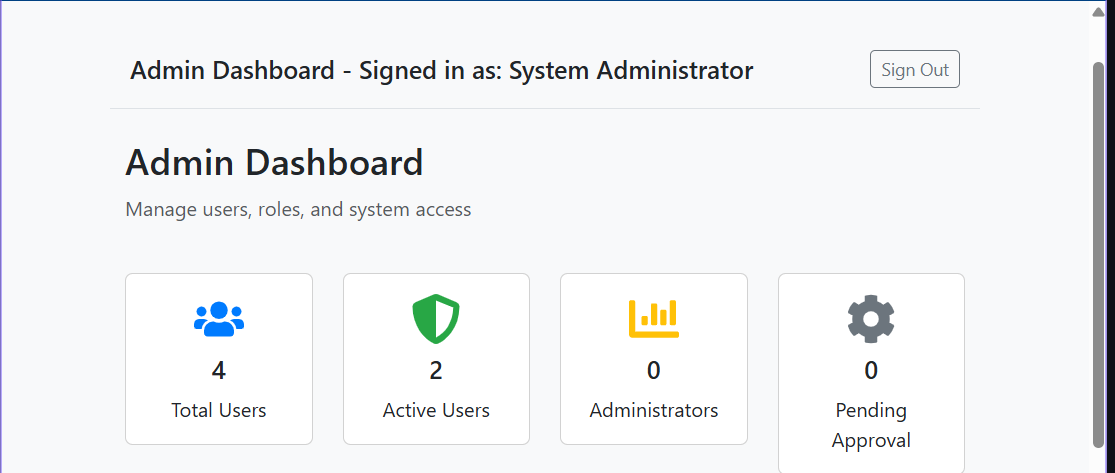 Admin Dashboard - Signed in as: System Administrator
Sign Out
Admin Dashboard
Manage users, roles, and system access
4
Total Users
2
Active Users
0
Administrators
0
Pending
Approval